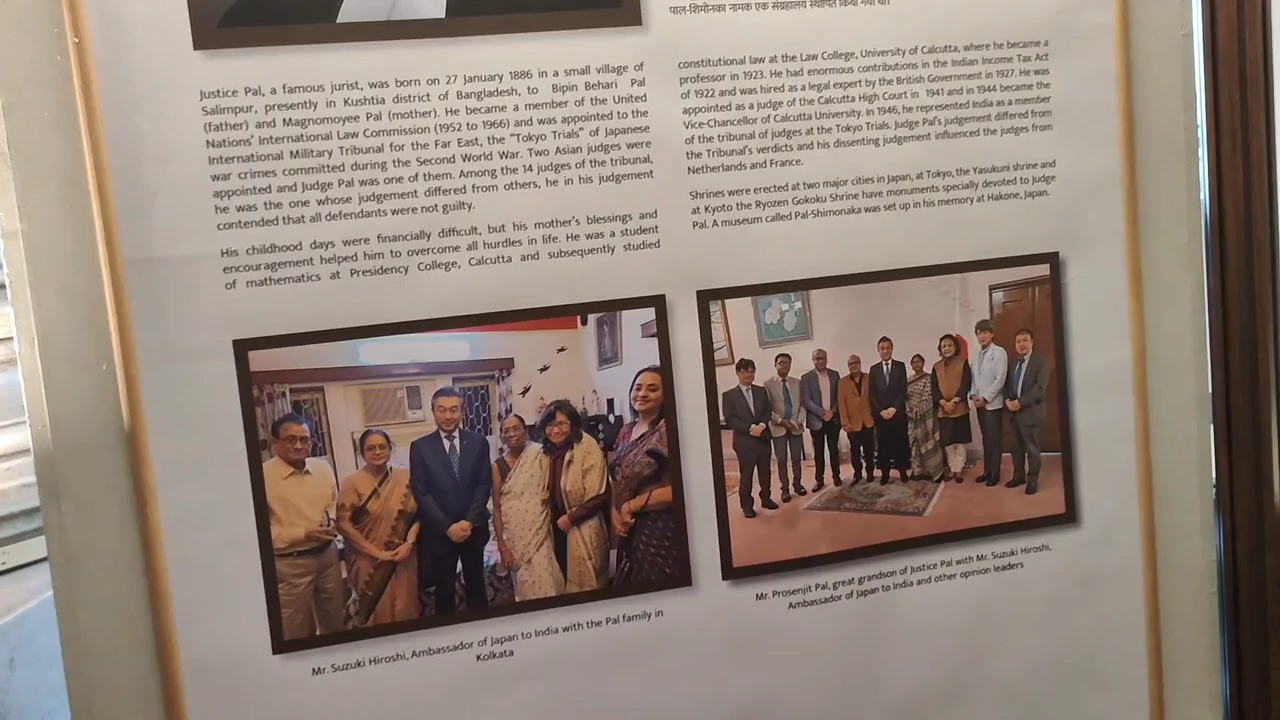 पाल-शिमोनका नामक एक संग्रहालय स्थापित किया गया था।
Justice Pal, a famous jurist, was born on 27 January 1886 in a small village of
Salimpur, presently in Kushtia district of Bangladesh, to Bipin Behari Pal
(father) and Magnomoyee Pal (mother). He became a member of the United
Nations' International Law Commission (1952 to 1966) and was appointed to the
International Military Tribunal for the Far East, the "Tokyo Trials" of Japanese
war crimes committed during the Second World War. Two Asian judges were
appointed and Judge Pal was one of them. Among the 14 judges of the tribunal,
he was the one whose judgement differed from others, he in his judgement
contended that all defendants were not guilty.
His childhood days were financially difficult, but his mother's blessings and
encouragement helped him to overcome all hurdles in life. He was a student
of mathematics at Presidency College, Calcutta and subsequently studied
constitutional law at the Law College, University of Calcutta, where he became a
professor in 1923. He had enormous contributions in the Indian Income Tax Act
of 1922 and was hired as a legal expert by the British Government in 1927. He was
appointed as a judge of the Calcutta High Court in 1941 and in 1944 became the
Vice-Chancellor of Calcutta University. In 1946, he represented India as a member
of the tribunal of judges at the Tokyo Trials. Judge Pal's judgement differed from
the Tribunal's verdicts and his dissenting judgement influenced the judges from
Netherlands and France.
Shrines were erected at two major cities in Japan, at Tokyo, the Yasukuni shrine and
at Kyoto the Ryozen Gokoku Shrine have monuments specially devoted to Judge
Pal. A museum called Pal-Shimonaka was set up in his memory at Hakone, Japan.
Mr. Suzuki Hiroshi, Ambassador of Japan to India with the Pal family in
Kolkata
Mr. Prosenjit Pal, great grandson of Justice Pal with Mr. Suzuki Hiroshi,
Ambassador of Japan to India and other opinion leaders